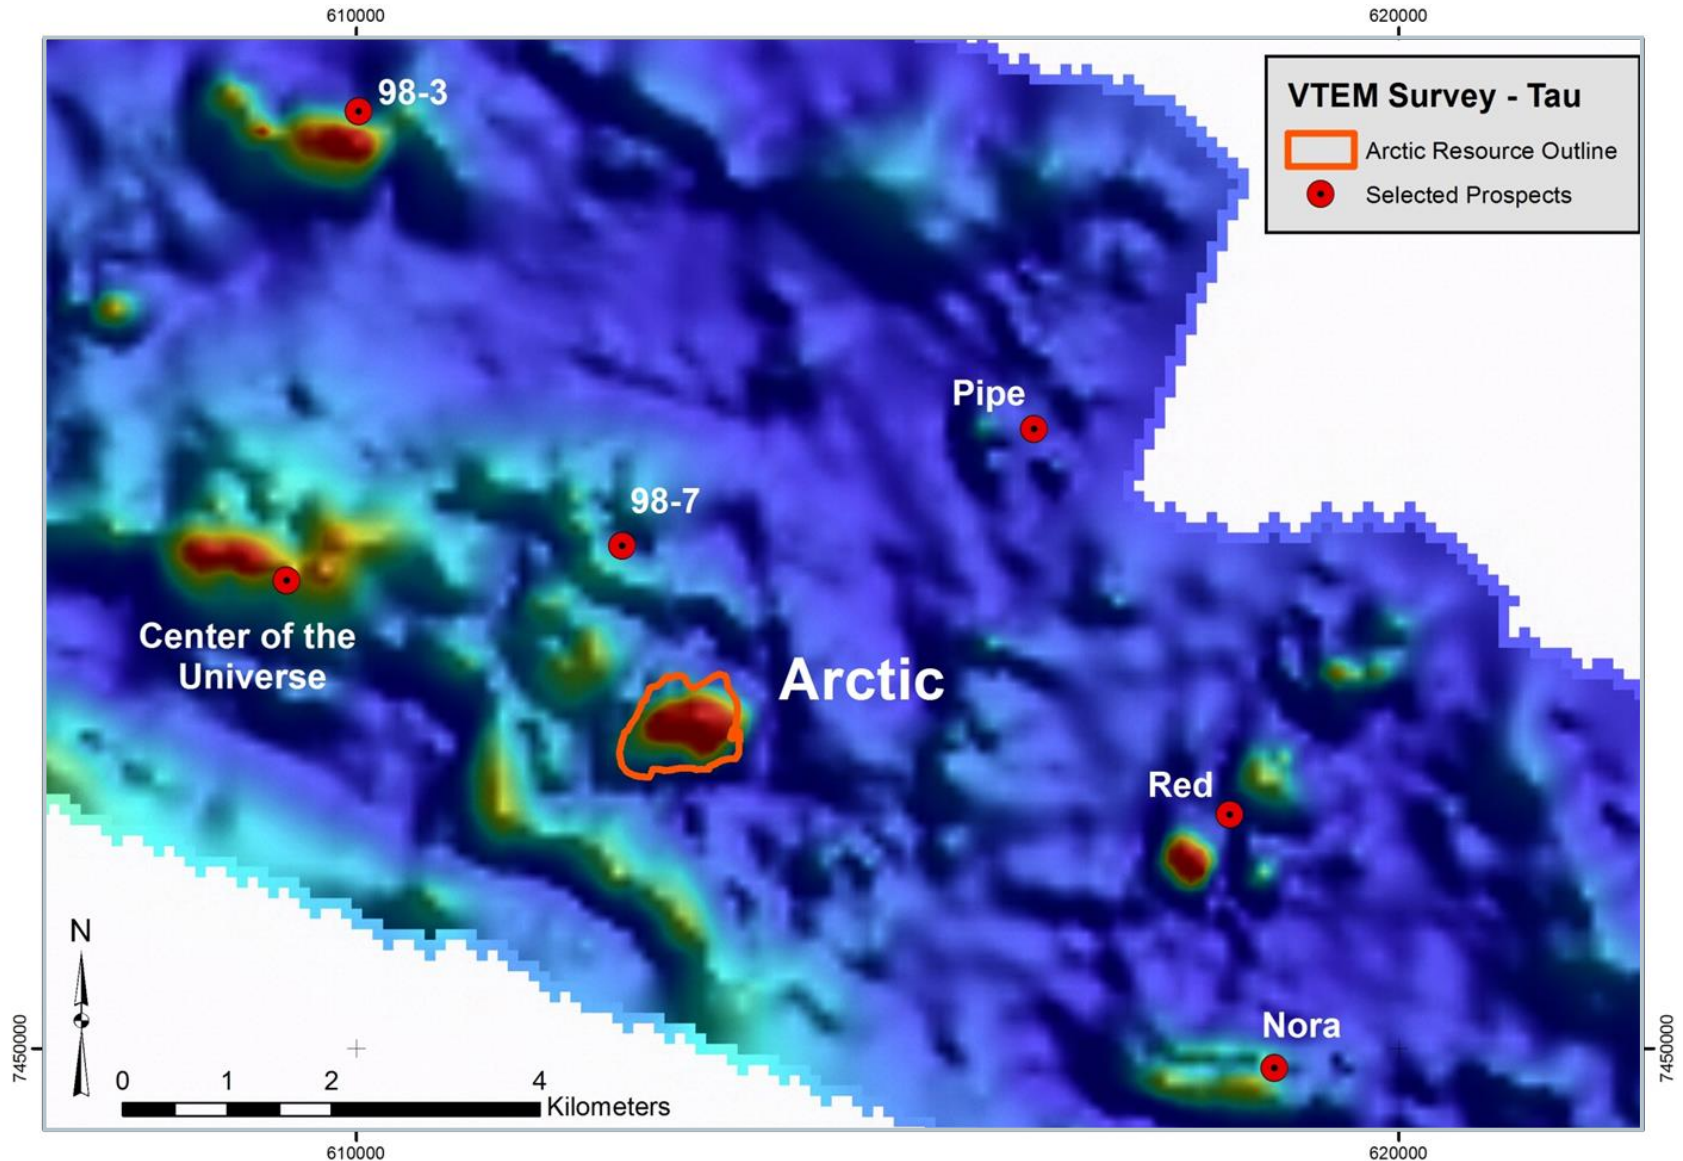 610000
620000
98-3
VTEM Survey - Tau
Arctic Resource Outline
Selected Prospects
Pipe
98-7
Center of the
Universe
Arctic
Red
N
Nora
7450000
7450000
0 1 2 4
Kilometers
610000
620000